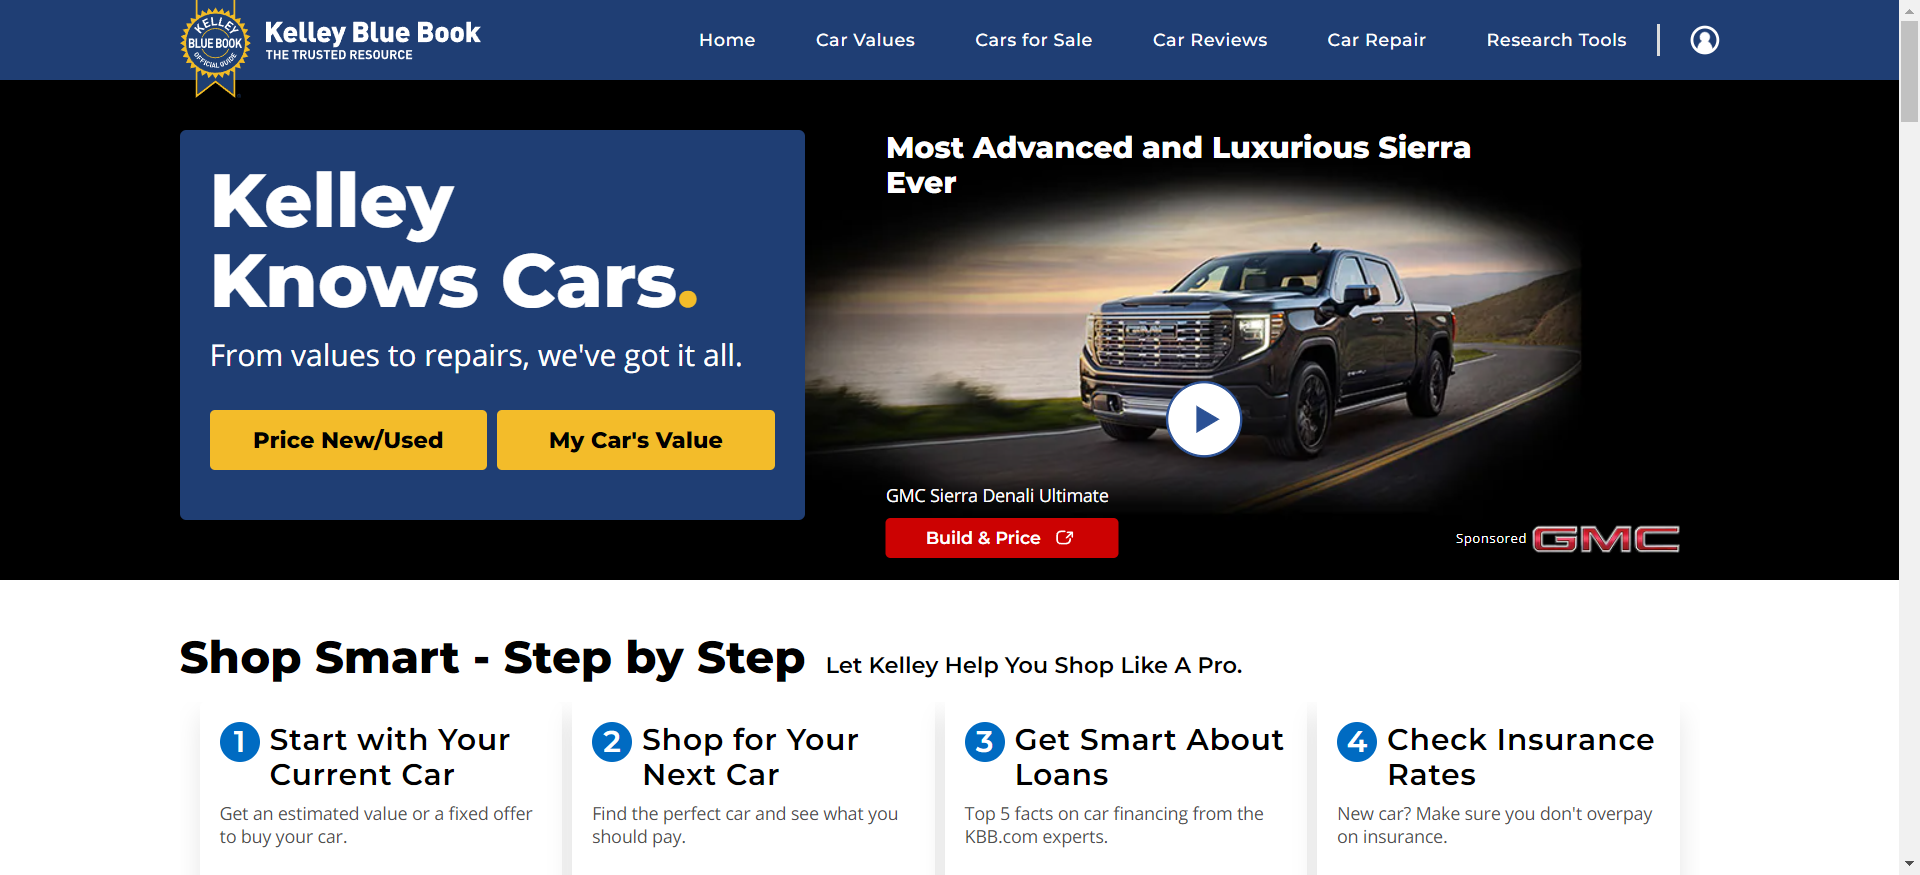 KELLEY
BLUE BOOK
OFFICIAL GUIDE
Kelley Blue Book
THE TRUSTED RESOURCE
Home
Car Values
Cars for Sale
Car Reviews
Car Repair
Research Tools
Kelley
Knows Cars.
From values to repairs, we've got it all.
Price New/Used
My Car's Value
Most Advanced and Luxurious Sierra
Ever
GMC Sierra Denali Ultimate
Build & Price
Sponsored
GMC
Shop Smart - Step by Step
Let Kelley Help You Shop Like A Pro.
1
Start with Your
Current Car
Get an estimated value or a fixed offer
to buy your car.
2
Shop for Your
Next Car
Find the perfect car and see what you
should pay.
3
Get Smart About
Loans
Top 5 facts on car financing from the
KBB.com experts.
4
Check Insurance
Rates
New car? Make sure you don't overpay
on insurance.